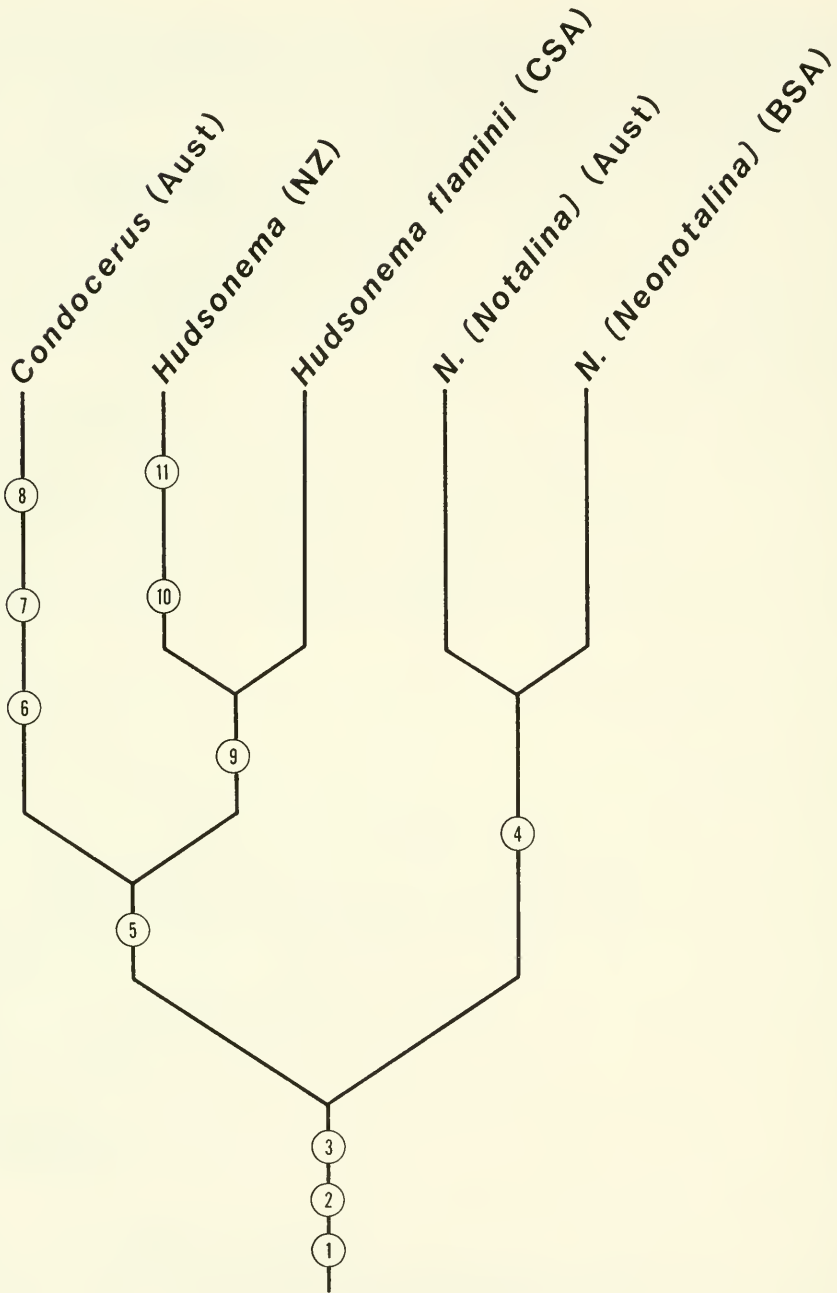 Condocerus (Aust)
Hudsonema (NZ)
Hudsonema flaminii (CSA)
N. (Notalina) (Aust)
N. (Neonotalina) (BSA)
8
11
7
10
6
9
4
5
3
2
1